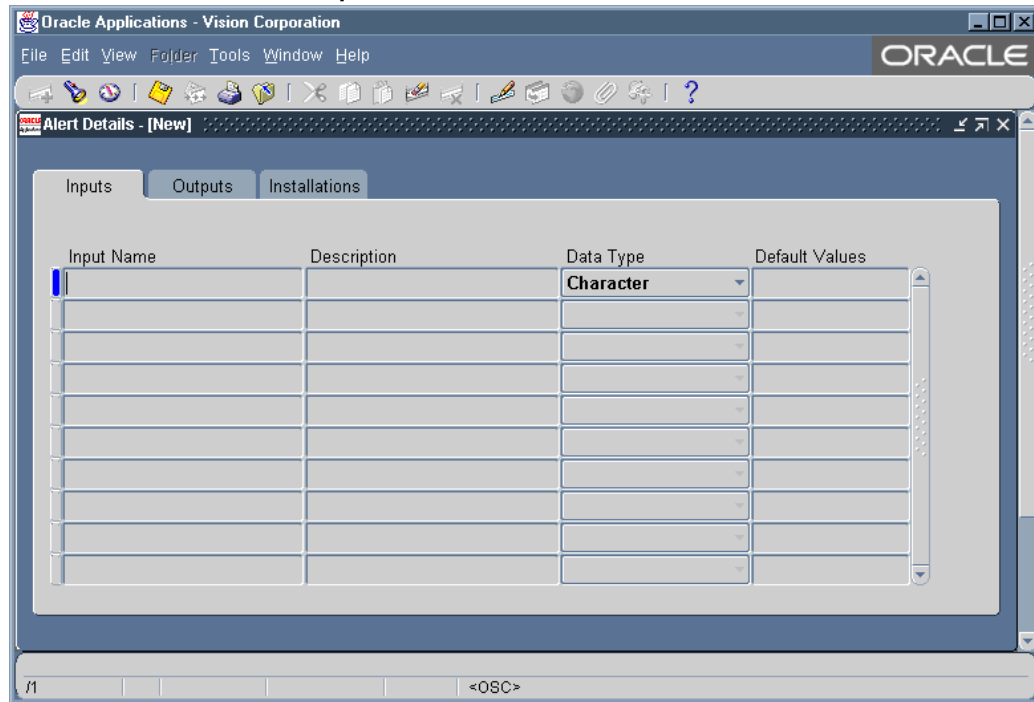 Oracle Applications - Vision Corporation
File Edit View Folder Tools Window Help
ORACLE
Alert Details - [New]
Inputs Outputs Installations
Input Name Description Data Type Default Values
Character
/1 <OSC>